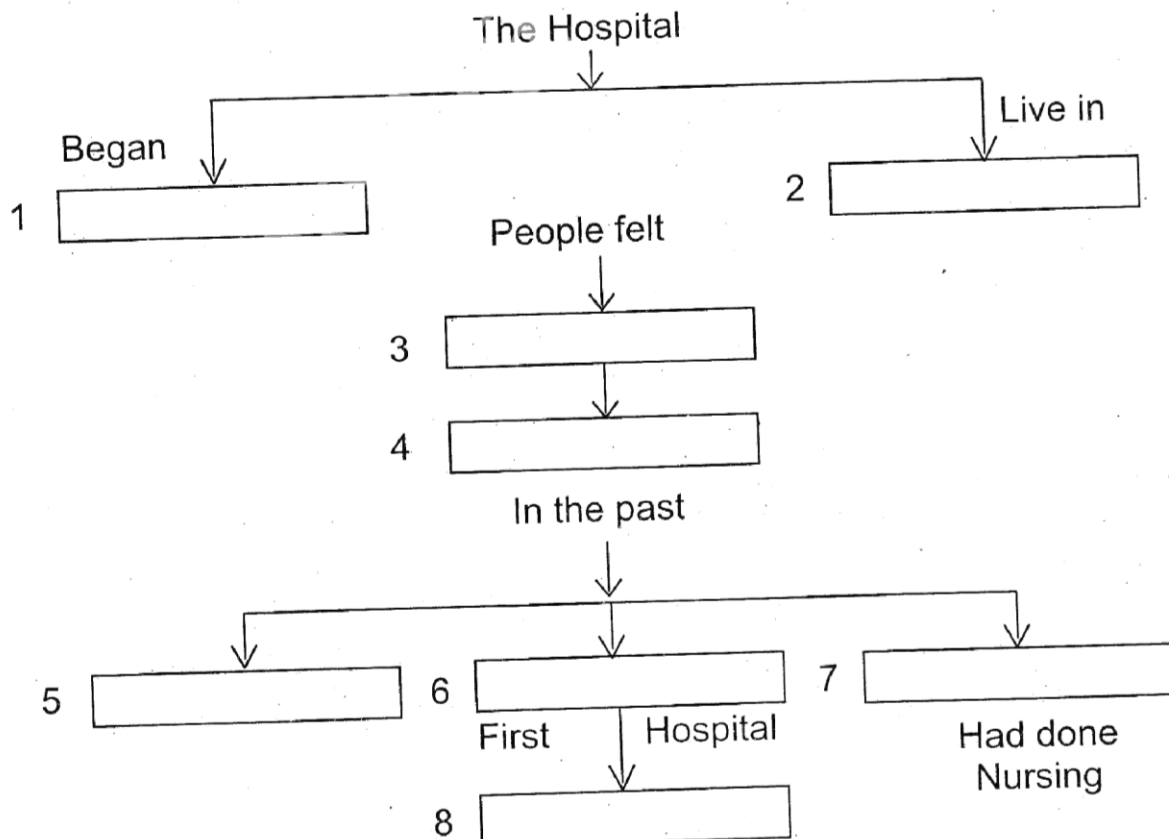 The Hospital
Began
Live in
1
2
People felt
3
4
In the past
5
6
7
First Hospital
Had done
Nursing
8